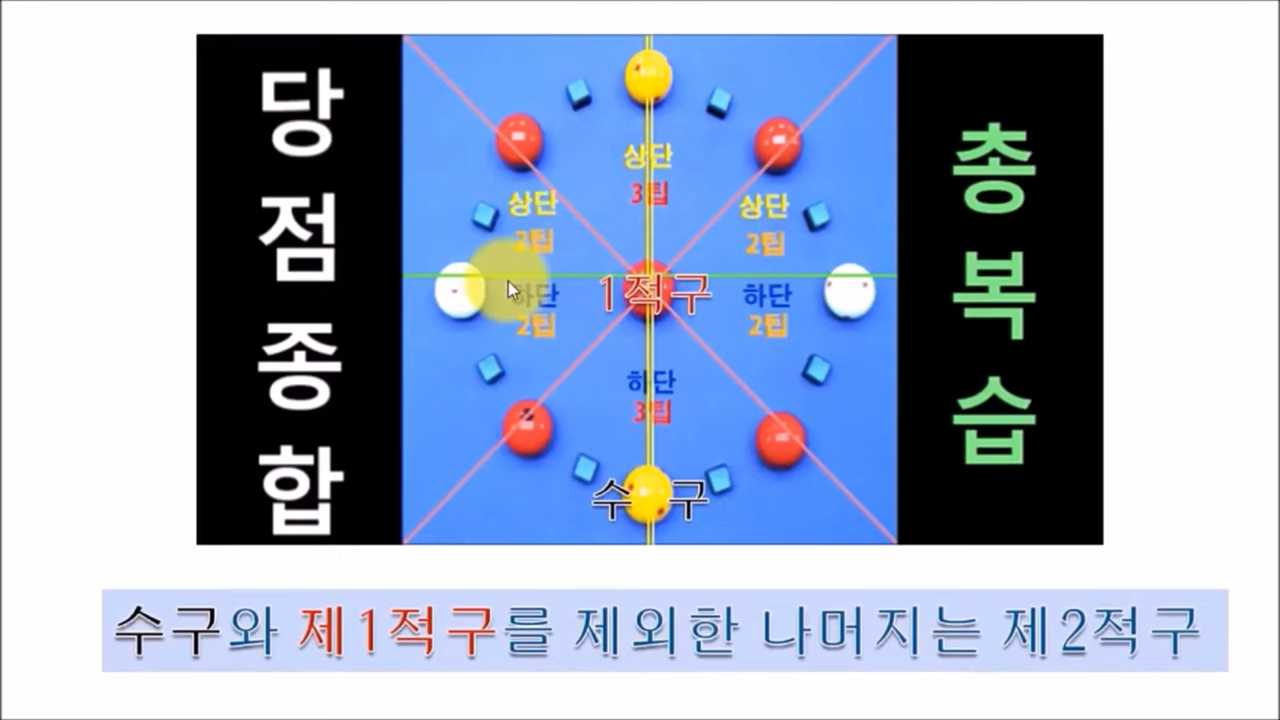 당점종합
총복습
상단
3팁
상단
2팁
상단
2팁
하단
2팁
1적구
하단
2팁
하단
3팁
수구
수구와 제1적구를 제외한 나머지는 제2적구